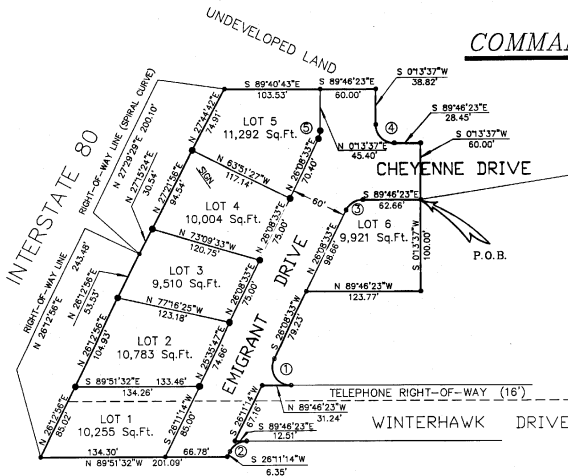 UNDEVELOPED LAND
COMMA
S 0°13'37"W
38.82'
S 89°40'43"E
103.53'
S 89°46'23"E
60.00'
S 89°46'23"E
28.45'
④
S 0°13'37"W
60.00'
RIGHT-OF-WAY LINE (SPIRAL CURVE)
N 27°29'29"E 200.10'
N 27°44'42"E
74.91'
LOT 5
11,292 Sq.Ft.
⑤
N 0°13'37"E
45.40'
N 26°08'33"E
70.40'
CHEYENNE DRIVE
INTERSTATE 80
N 27°15'24"E
30.54'
N 27°21'56"E
94.54'
SIGN
N 63°51'27"W
117.14'
60.00'
60.'
S 89°46'23"E
62.66'
③
LOT 4
10,004 Sq.Ft.
N 26°08'33"E
75.00'
LOT 6
9,921 Sq.Ft.
S 0°13'37"W
100.00'
P.O.B.
N 73°09'33"W
120.75'
S 26°08'33"W
98.66'
RIGHT-OF-WAY LINE
N 26°12'56"E 243.48'
N 26°12'56"E
53.53'
LOT 3
9,510 Sq.Ft.
N 26°08'33"E
75.00'
N 89°46'23"W
123.77'
N 77°16'25"W
123.18'
N 26°12'56"E
104.93'
LOT 2
10,783 Sq.Ft.
N 25°35'47"E
74.66'
EMIGRANT DRIVE
S 26°08'33"W
79.23'
①
S 89°51'32"E
133.46'
134.26'
TELEPHONE RIGHT-OF-WAY (16')
N 26°12'56"E
85.02'
LOT 1
10,255 Sq.Ft.
S 26°11'14"W
85.00'
S 26°11'14"W
67.16'
N 89°46'23"W
31.24'
WINTERHAWK DRIVE
S 89°46'23"E
12.51'
②
134.30'
66.78'
N 89°51'32"W
201.09'
S 26°11'14"W
6.35'